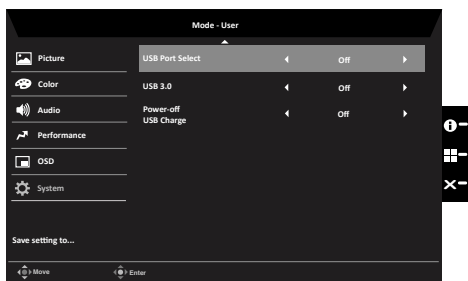 Mode - User
Picture
Color
Audio
Performance
OSD
System
USB Port Select Off
USB 3.0 Off
Power-off
USB Charge Off
Save setting to...
Move Enter